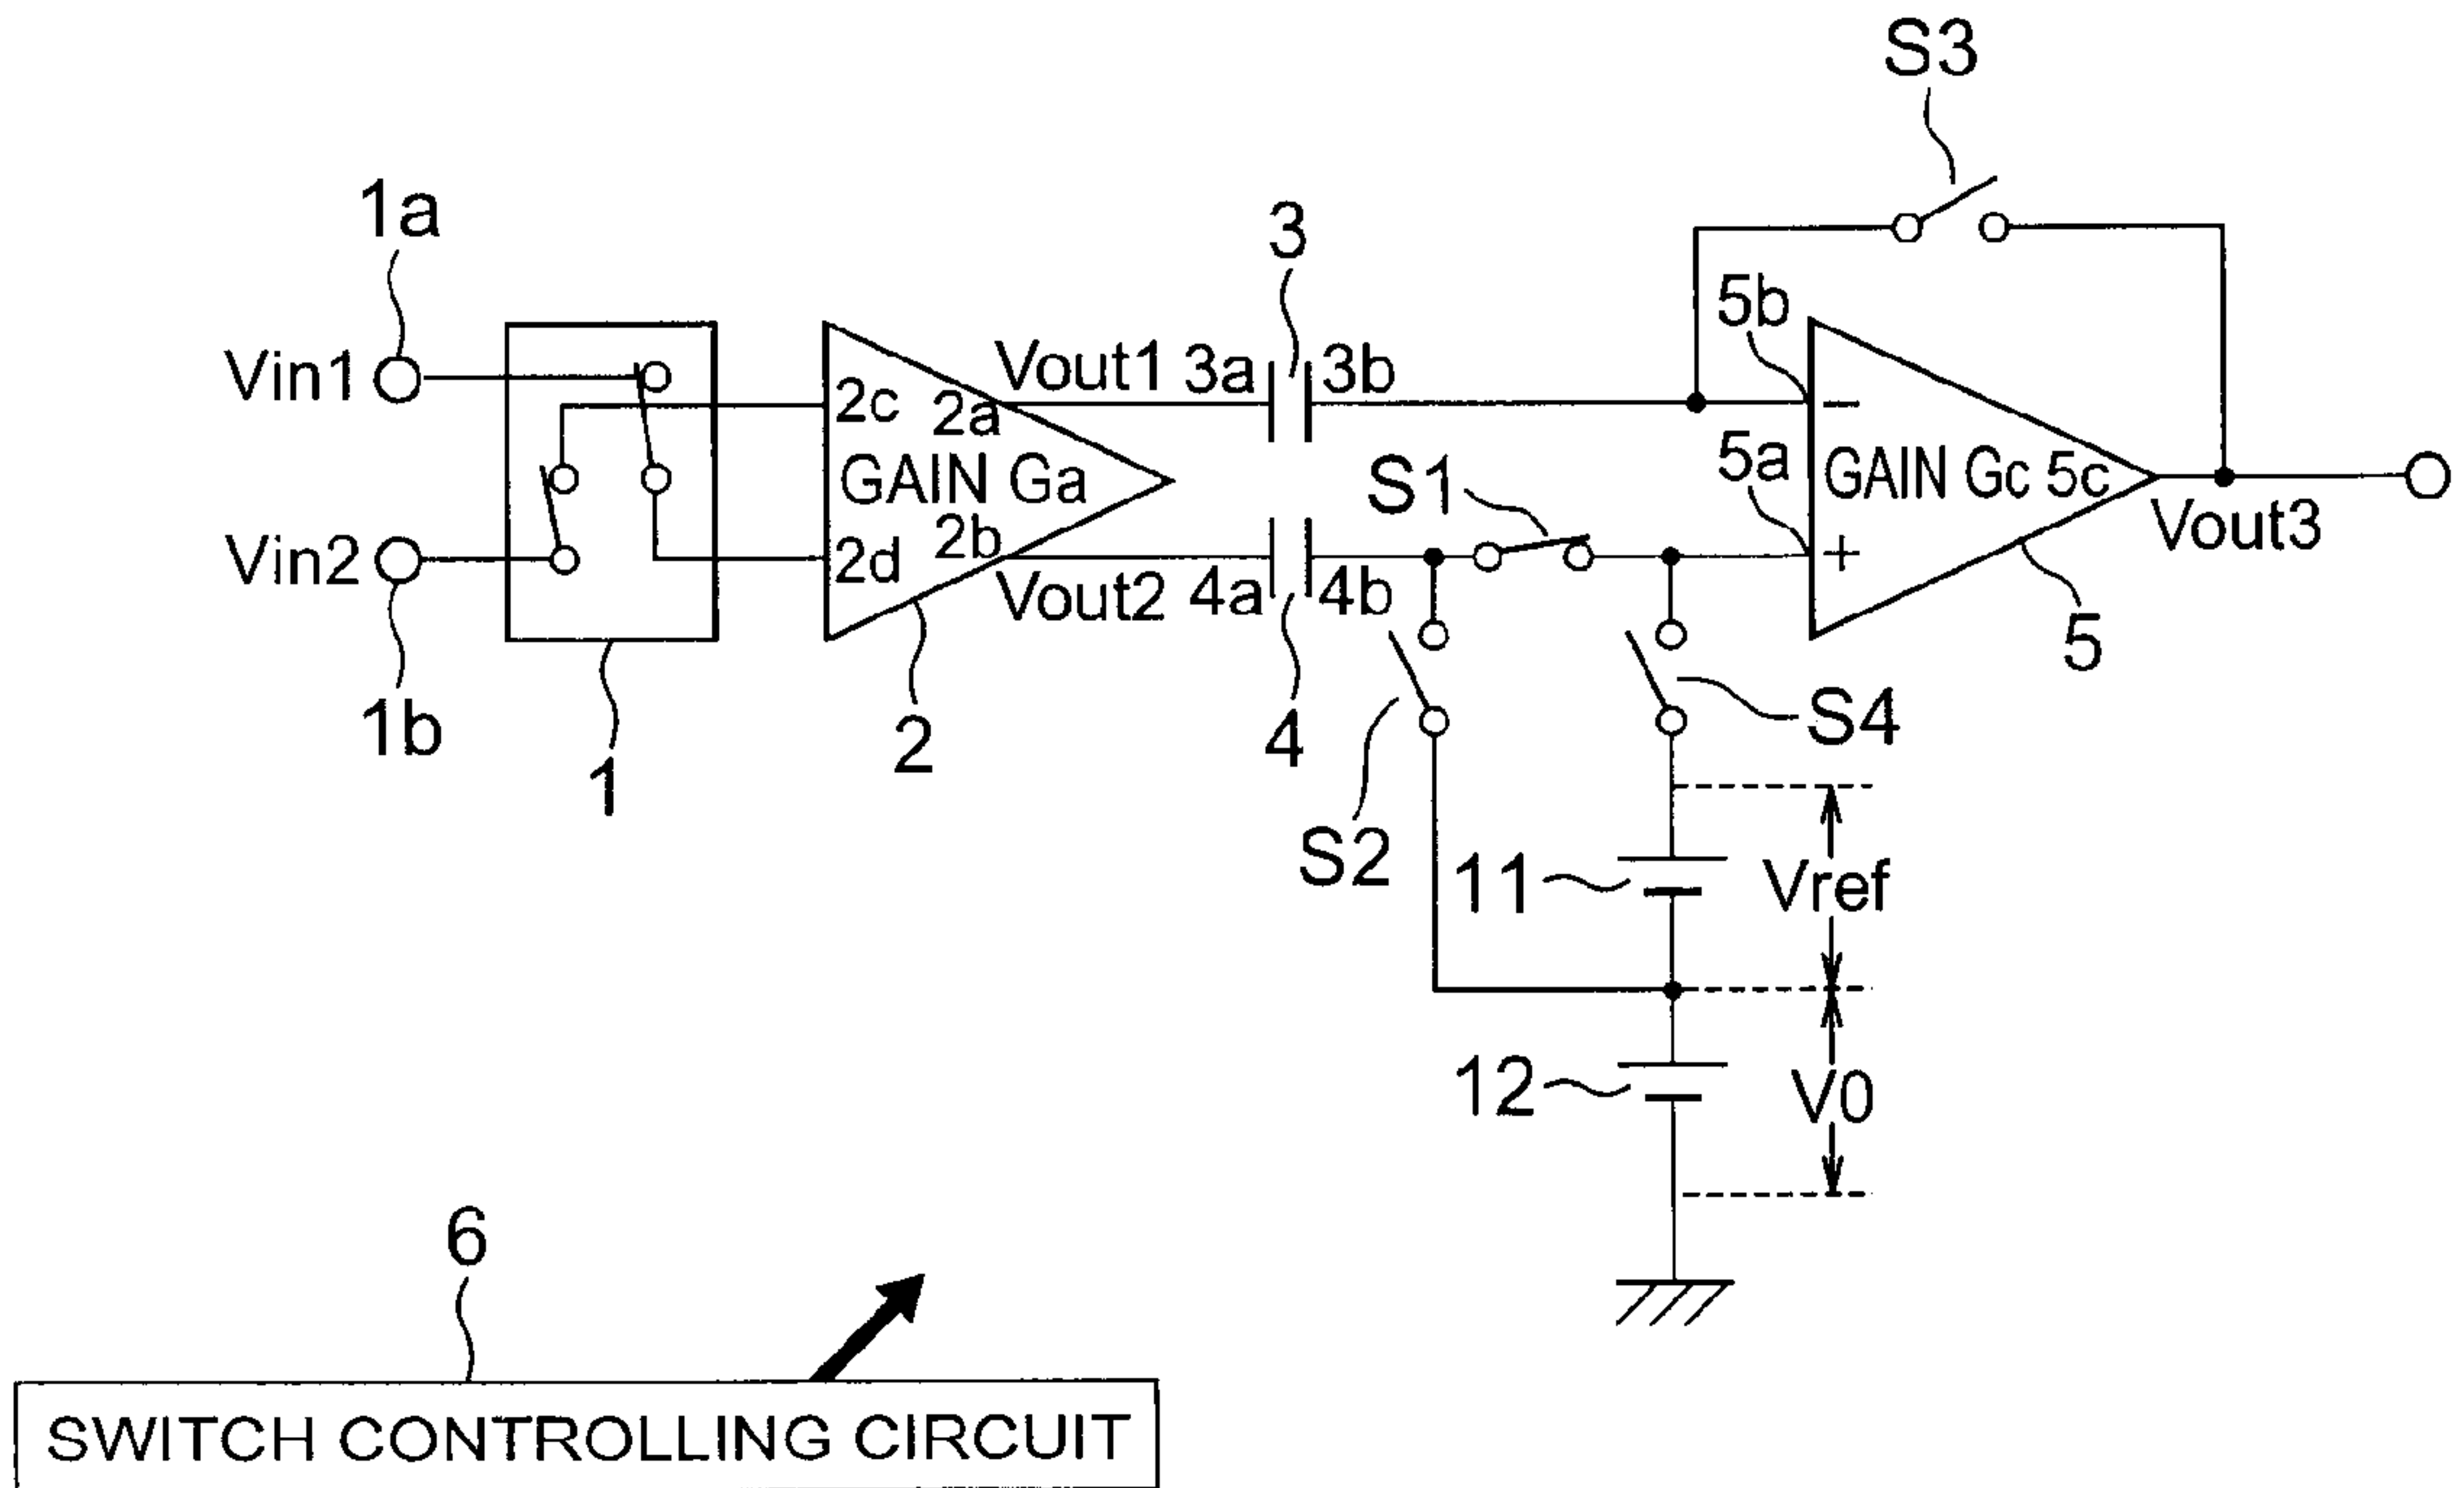 S3
1a
3
5b
Vin1
2c
2a
Vout1
3a
3b
−
5a
GAIN Ga
S1
GAIN Gc 5c
Vin2
2d
2b
Vout2
4a
4b
+
Vout3
1b
1
2
4
S2
S4
5
11
Vref
12
V0
6
SWITCH CONTROLLING CIRCUIT